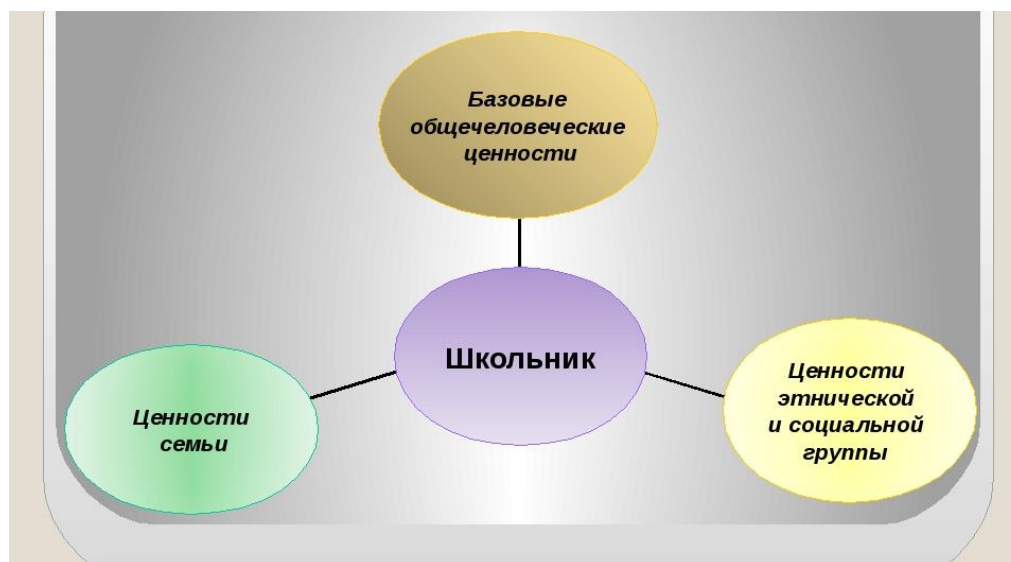 Базовые
общечеловеческие
ценности
Школьник
Ценности
семьи
Ценности
этнической
и социальной
группы